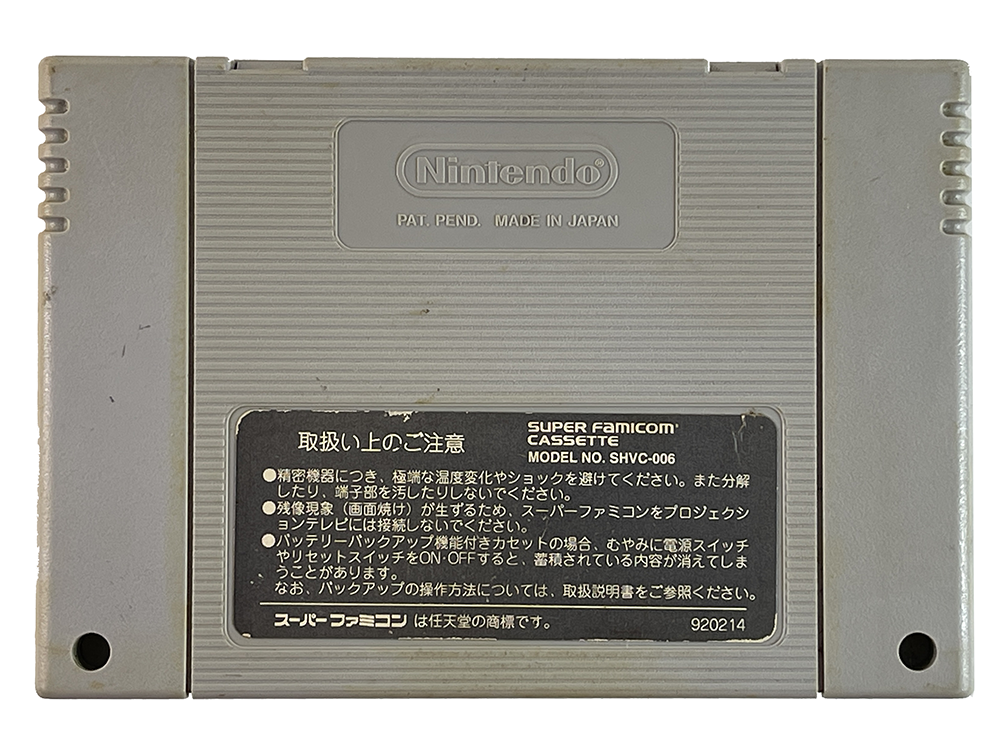 Nintendo®
PAT. PEND. MADE IN JAPAN
取扱い上のご注意
SUPER FAMICOM®
CASSETTE
MODEL NO. SHVC-006
●精密機器につき、極端な温度変化やショックを避けてください。また分解
したり、端子部を汚したりしないでください。
●残像現象（画面焼け）が生ずるため、スーパーファミコンをプロジェクシ
ョンテレビには接続しないでください。
●バッテリーバックアップ機能付きカセットの場合、むやみに電源スイッチ
やリセットスイッチをON・OFFすると、蓄積されている内容が消えてしま
うことがあります。
なお、バックアップの操作方法については、取扱説明書をご参照ください。
スーパーファミコンは任天堂の商標です。
920214